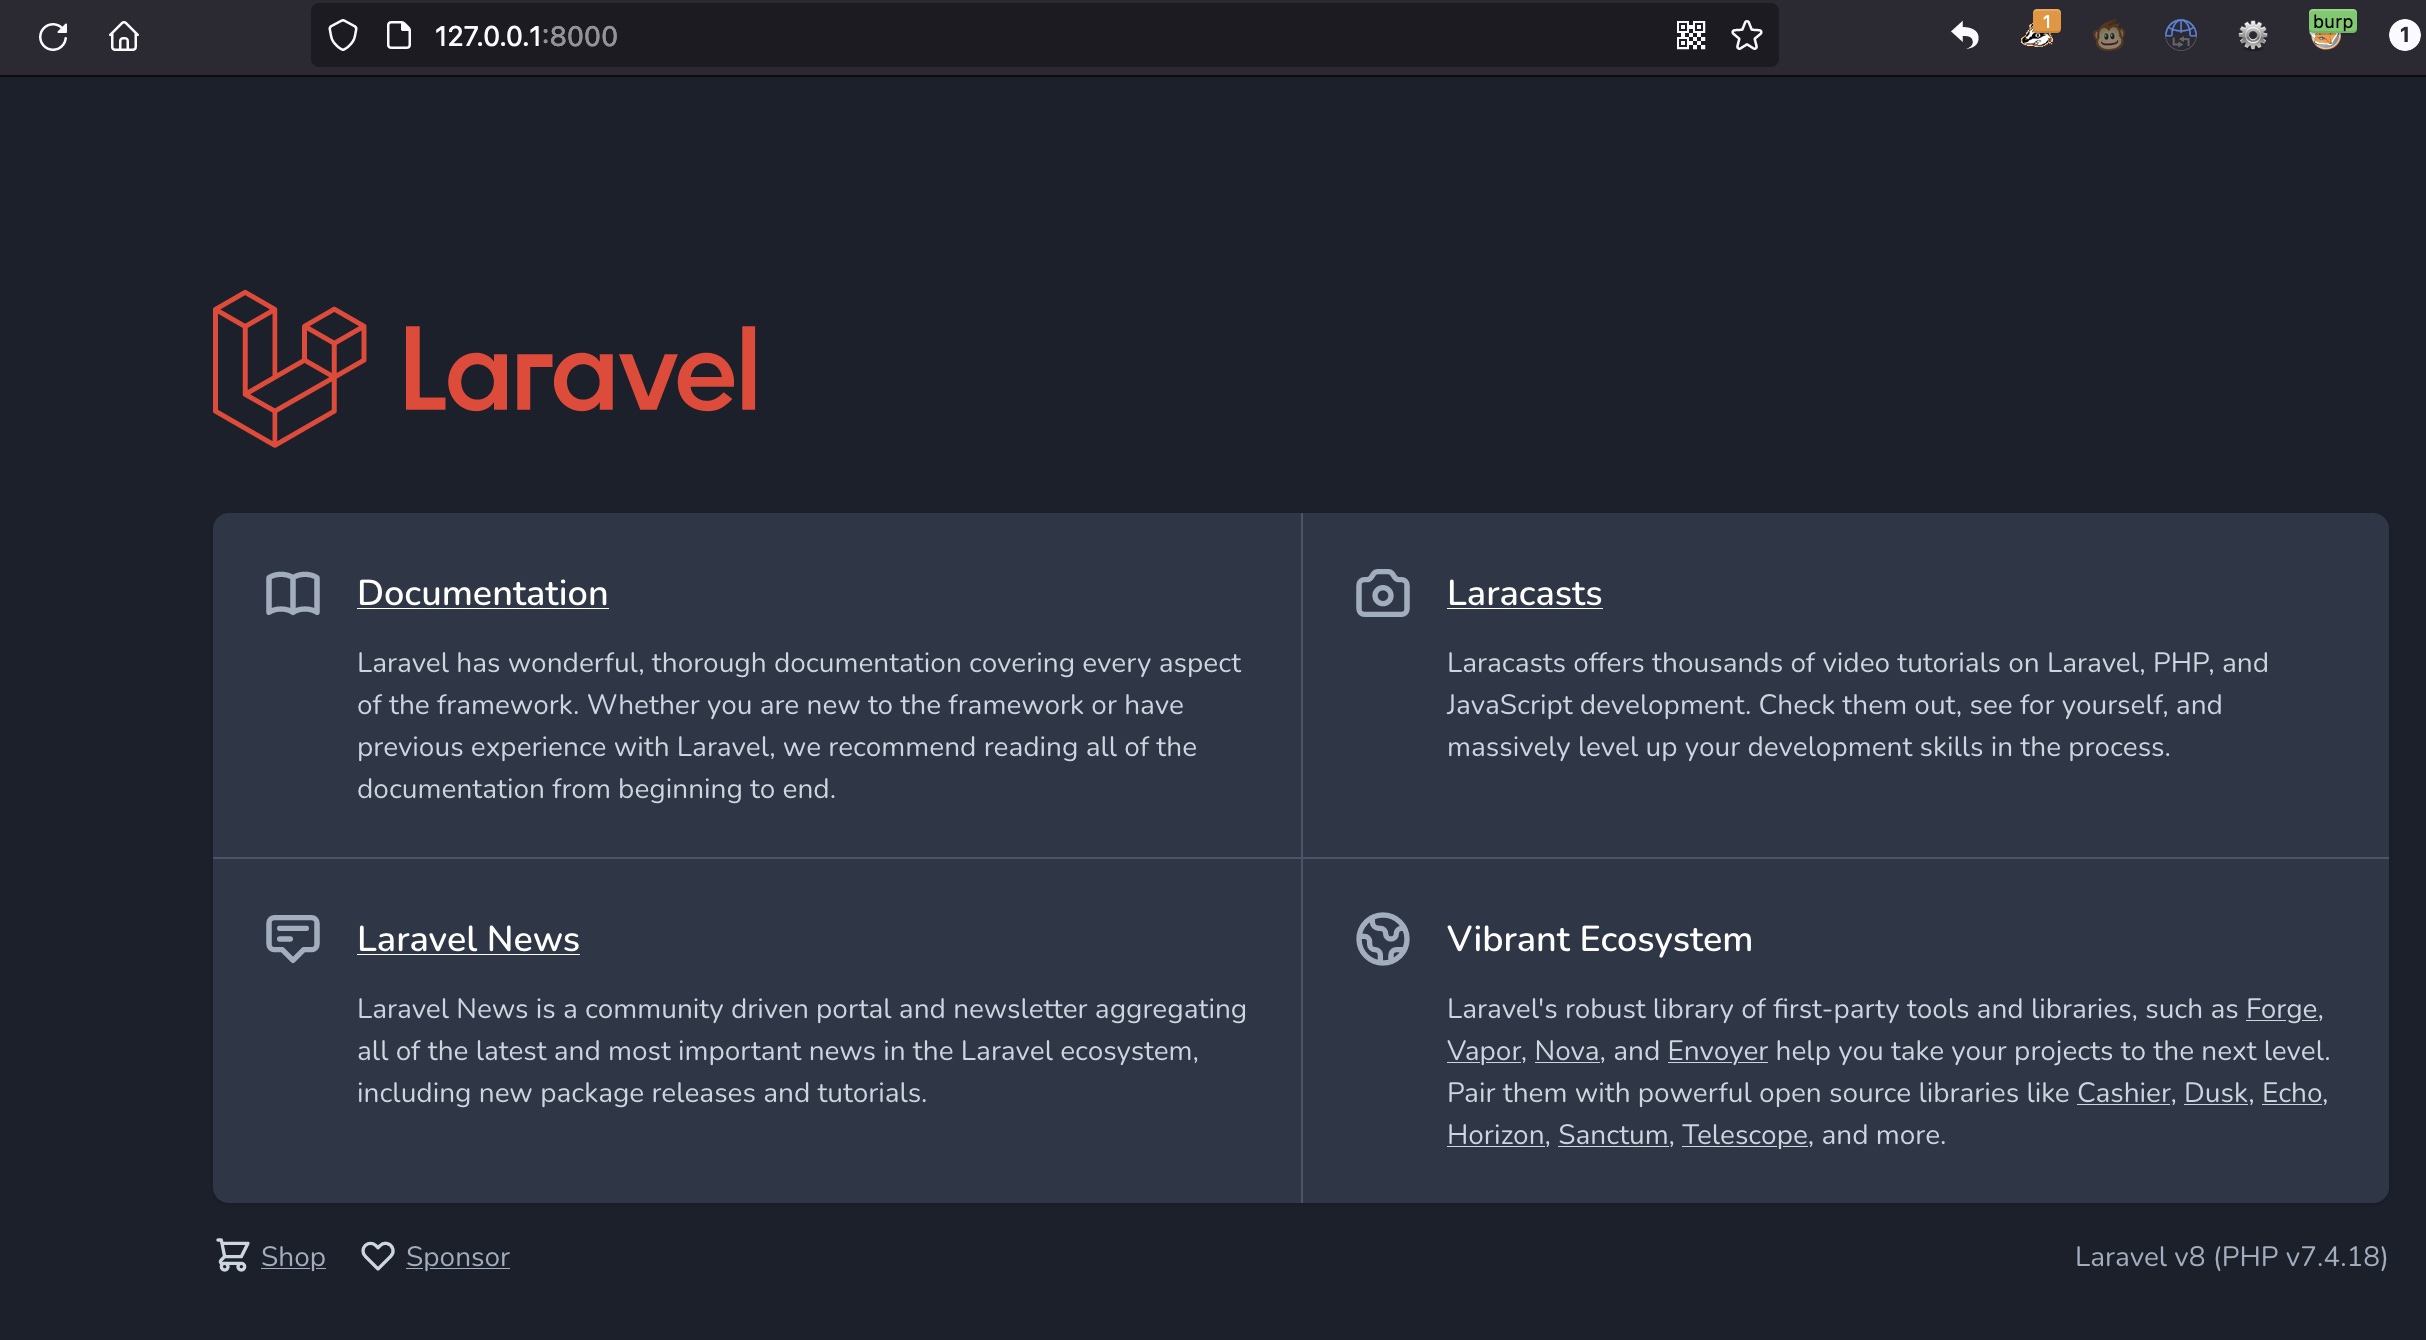 127.0.0.1:8000
1
burp
1
Laravel
Documentation
Laravel has wonderful, thorough documentation covering every aspect
of the framework. Whether you are new to the framework or have
previous experience with Laravel, we recommend reading all of the
documentation from beginning to end.
Laracasts
Laracasts offers thousands of video tutorials on Laravel, PHP, and
JavaScript development. Check them out, see for yourself, and
massively level up your development skills in the process.
Laravel News
Laravel News is a community driven portal and newsletter aggregating
all of the latest and most important news in the Laravel ecosystem,
including new package releases and tutorials.
Vibrant Ecosystem
Laravel's robust library of first-party tools and libraries, such as Forge,
Vapor, Nova, and Envoyer help you take your projects to the next level.
Pair them with powerful open source libraries like Cashier, Dusk, Echo,
Horizon, Sanctum, Telescope, and more.
Shop
Sponsor
Laravel v8 (PHP v7.4.18)